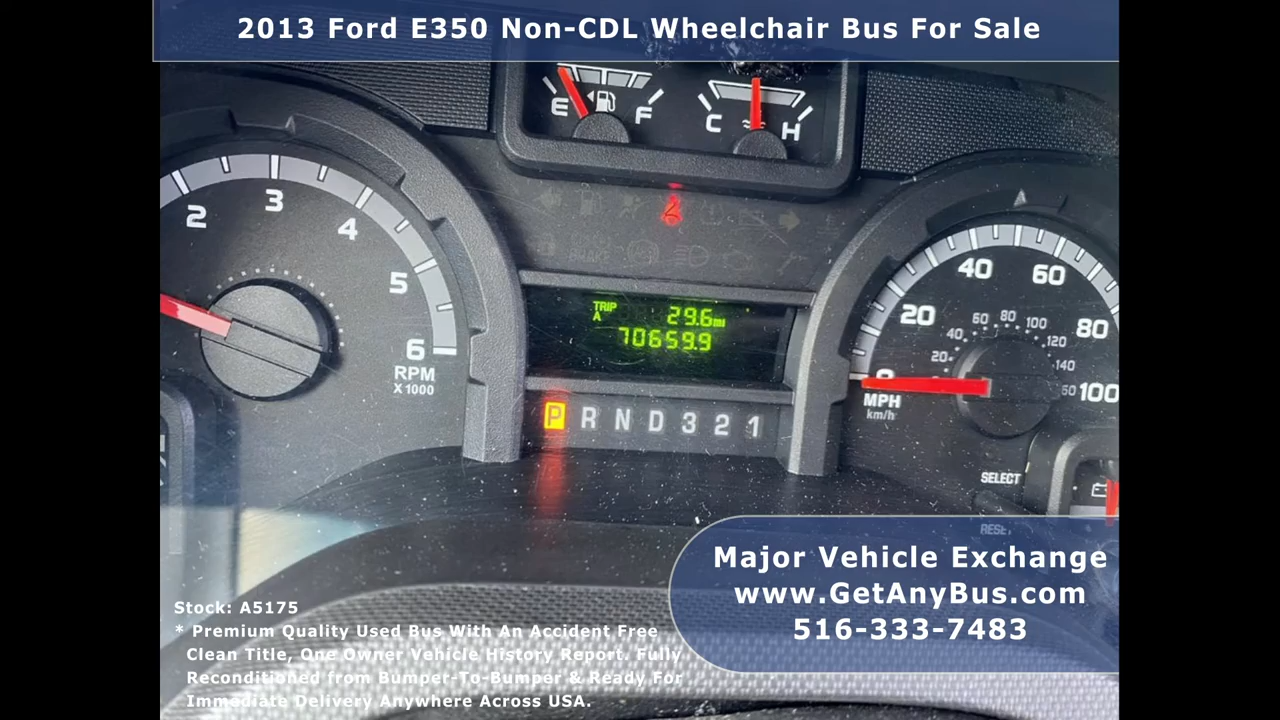 2013 Ford E350 Non-CDL Wheelchair Bus For Sale
E F
C H
2 3 4 5 6
RPM
X1000
BRAKE
TRIP 29.6 mi
A
70659.9
P R N D 3 2 1
0 20 40 60 80 100
20 40 60 80 100 120 140
MPH
km/h
SELECT
RESET
Major Vehicle Exchange
www.GetAnyBus.com
516-333-7483
Stock: A5175
* Premium Quality Used Bus With An Accident Free
Clean Title, One Owner Vehicle History Report. Fully
Reconditioned from Bumper-To-Bumper & Ready For
Immediate Delivery Anywhere Across USA.